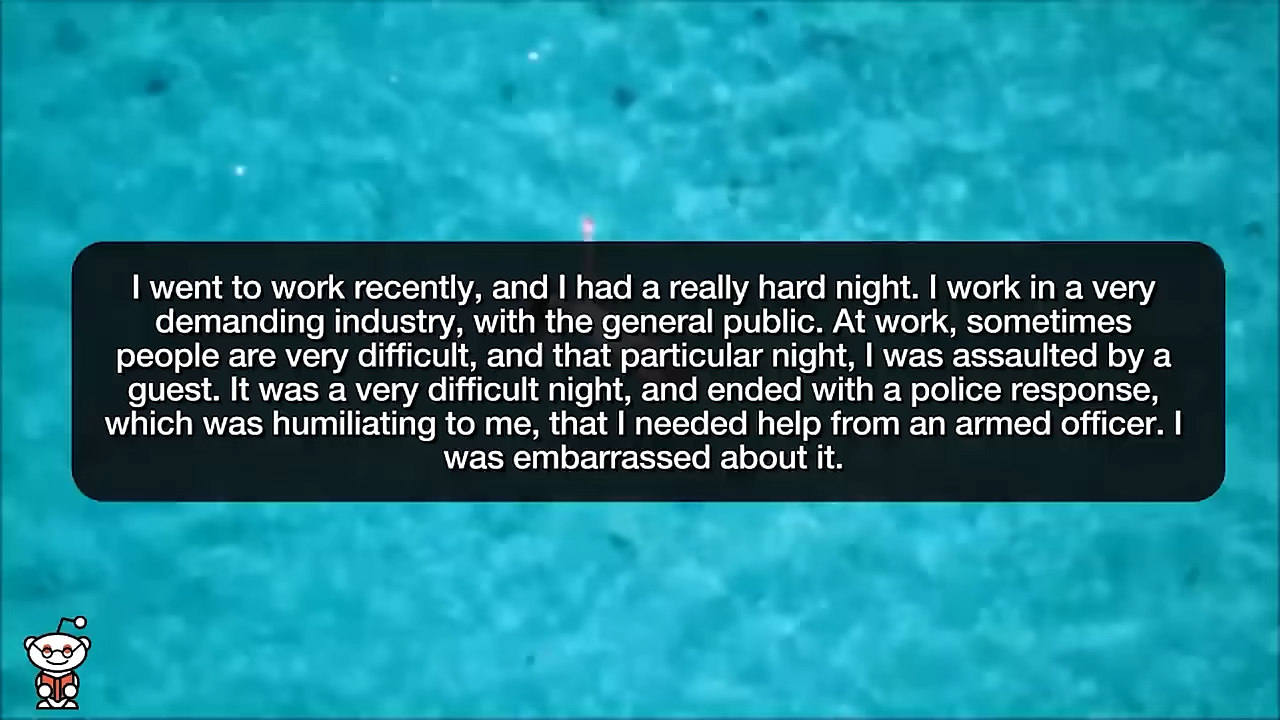 I went to work recently, and I had a really hard night. I work in a very
demanding industry, with the general public. At work, sometimes
people are very difficult, and that particular night, I was assaulted by a
guest. It was a very difficult night, and ended with a police response,
which was humiliating to me, that I needed help from an armed officer. I
was embarrassed about it.